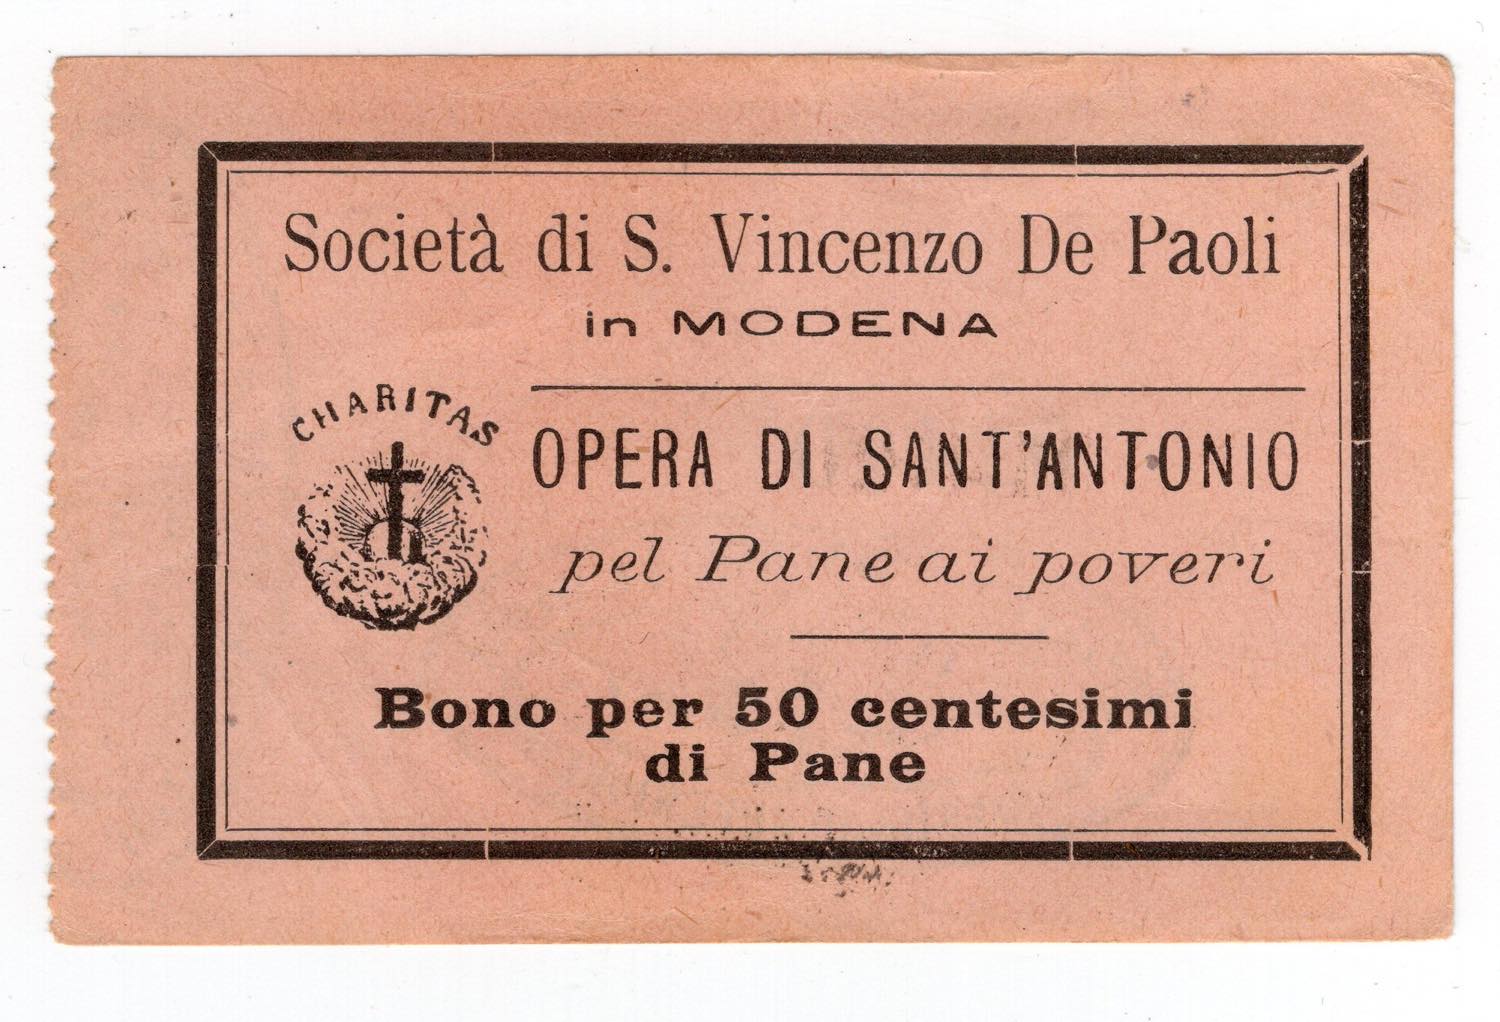 Società di S. Vincenzo De Paoli
in MODENA
CHARITAS
OPERA DI SANT'ANTONIO
pel Pane ai poveri
Bono per 50 centesimi
di Pane